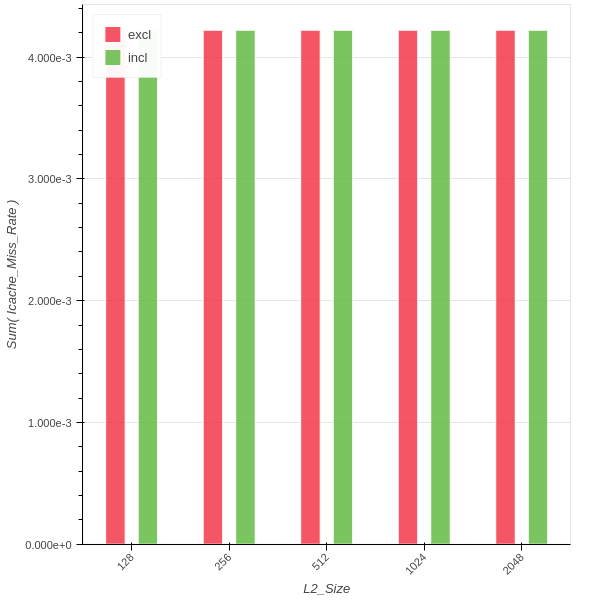 excl
incl
4.000e-3
3.000e-3
2.000e-3
1.000e-3
0.000e+0
Sum( Icache_Miss_Rate )
128
256
512
1024
2048
L2_Size